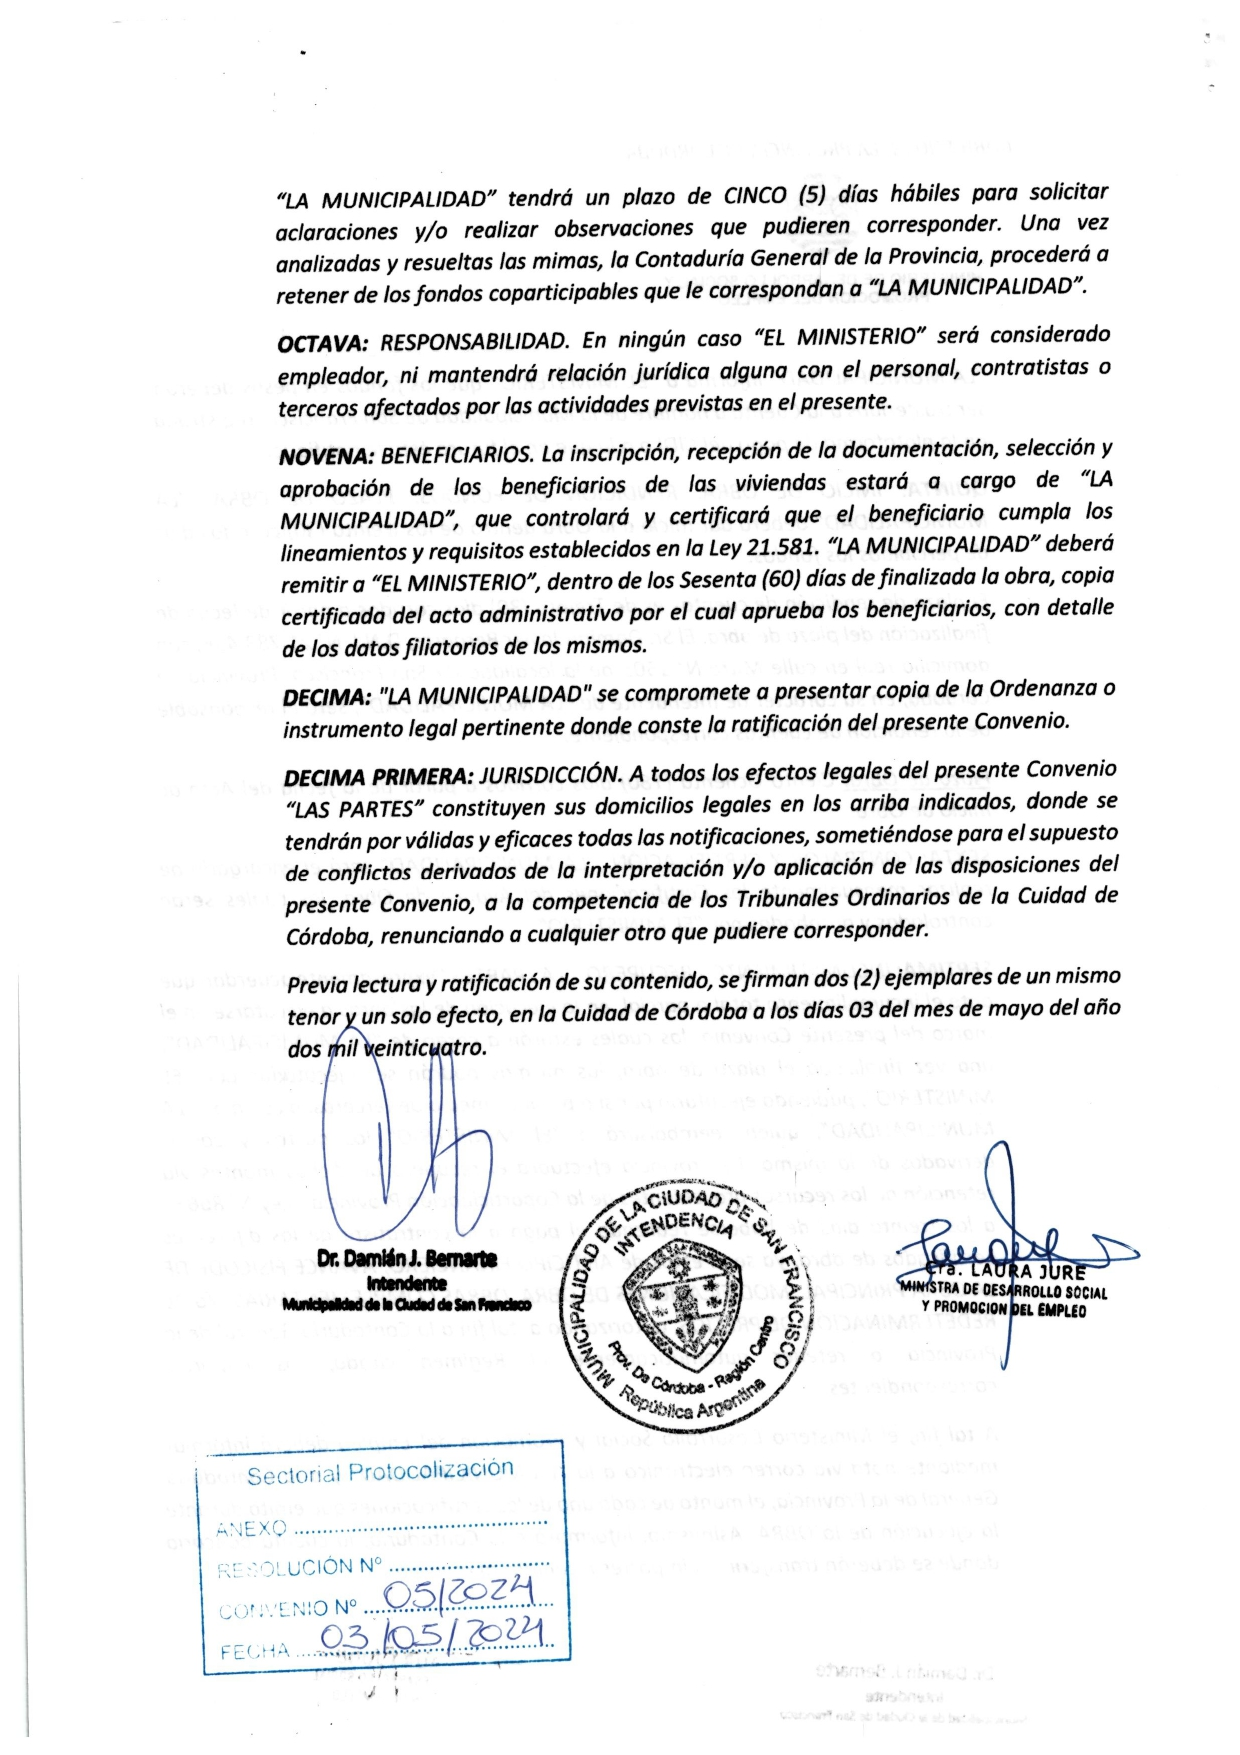 “LA MUNICIPALIDAD” tendrá un plazo de CINCO (5) días hábiles para solicitar
aclaraciones y/o realizar observaciones que pudieren corresponder. Una vez
analizadas y resueltas las mimas, la Contaduría General de la Provincia, procederá a
retener de los fondos coparticipables que le correspondan a “LA MUNICIPALIDAD”.
OCTAVA: RESPONSABILIDAD. En ningún caso “EL MINISTERIO” será considerado
empleador, ni mantendrá relación jurídica alguna con el personal, contratistas o
terceros afectados por las actividades previstas en el presente.
NOVENA: BENEFICIARIOS. La inscripción, recepción de la documentación, selección y
aprobación de los beneficiarios de las viviendas estará a cargo de “LA
MUNICIPALIDAD”, que controlará y certificará que el beneficiario cumpla los
lineamientos y requisitos establecidos en la Ley 21.581. “LA MUNICIPALIDAD” deberá
remitir a “EL MINISTERIO”, dentro de los Sesenta (60) días de finalizada la obra, copia
certificada del acto administrativo por el cual aprueba los beneficiarios, con detalle
de los datos filiatorios de los mismos.
DECIMA: "LA MUNICIPALIDAD" se compromete a presentar copia de la Ordenanza o
instrumento legal pertinente donde conste la ratificación del presente Convenio.
DECIMA PRIMERA: JURISDICCIÓN. A todos los efectos legales del presente Convenio
“LAS PARTES” constituyen sus domicilios legales en los arriba indicados, donde se
tendrán por válidas y eficaces todas las notificaciones, sometiéndose para el supuesto
de conflictos derivados de la interpretación y/o aplicación de las disposiciones del
presente Convenio, a la competencia de los Tribunales Ordinarios de la Cuidad de
Córdoba, renunciando a cualquier otro que pudiere corresponder.
Previa lectura y ratificación de su contenido, se firman dos (2) ejemplares de un mismo
tenor y un solo efecto, en la Cuidad de Córdoba a los días 03 del mes de mayo del año
dos mil veinticuatro.
Dr. Damián J. Bernarte
Intendente
Municipalidad de la Ciudad de San Francisco
MUNICIPALIDAD DE LA CIUDAD DE SAN FRANCISCO
INTENDENCIA
Prov. De Córdoba - Región Centro
República Argentina
Cra. LAURA JURE
MINISTRA DE DESARROLLO SOCIAL
Y PROMOCION DEL EMPLEO
Sectorial Protocolización
ANEXO
RESOLUCIÓN Nº
CONVENIO Nº 05/2024
FECHA 03/05/2024